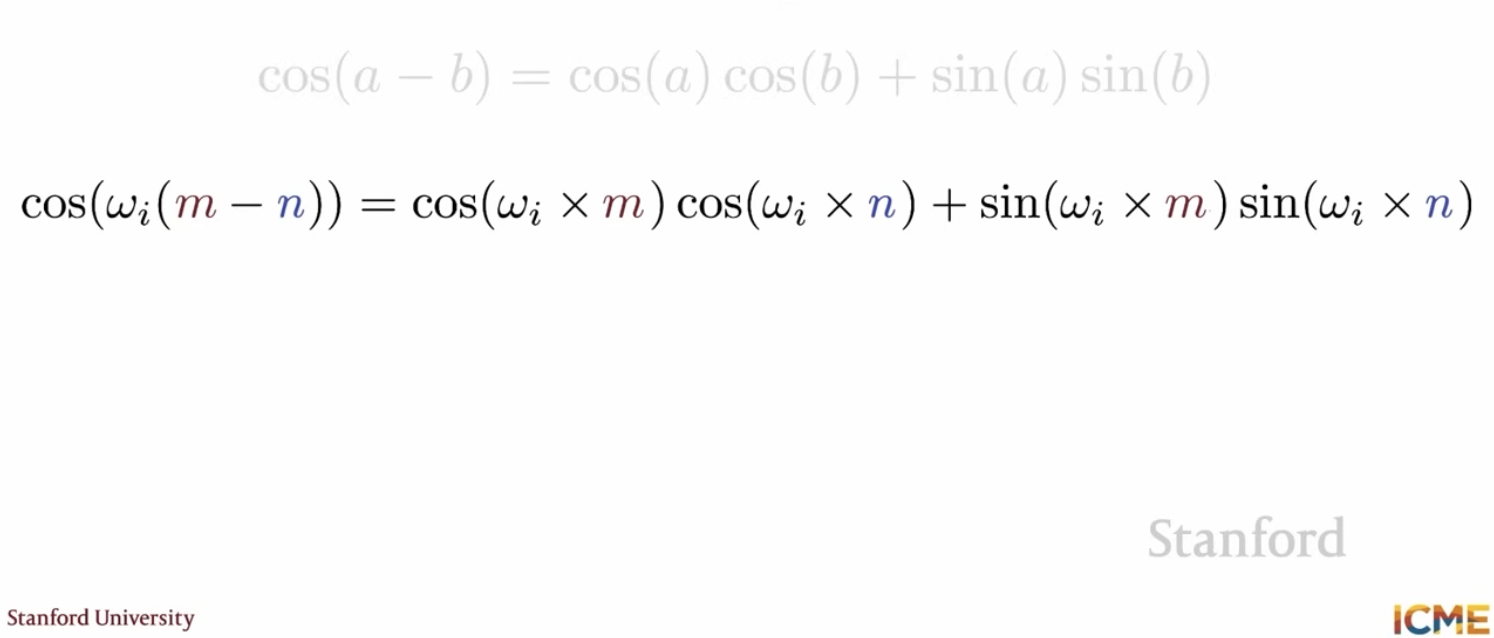 cos(a − b) = cos(a) cos(b) + sin(a) sin(b)
cos(ωᵢ(m − n)) = cos(ωᵢ × m) cos(ωᵢ × n) + sin(ωᵢ × m) sin(ωᵢ × n)
Stanford
Stanford University
ICME